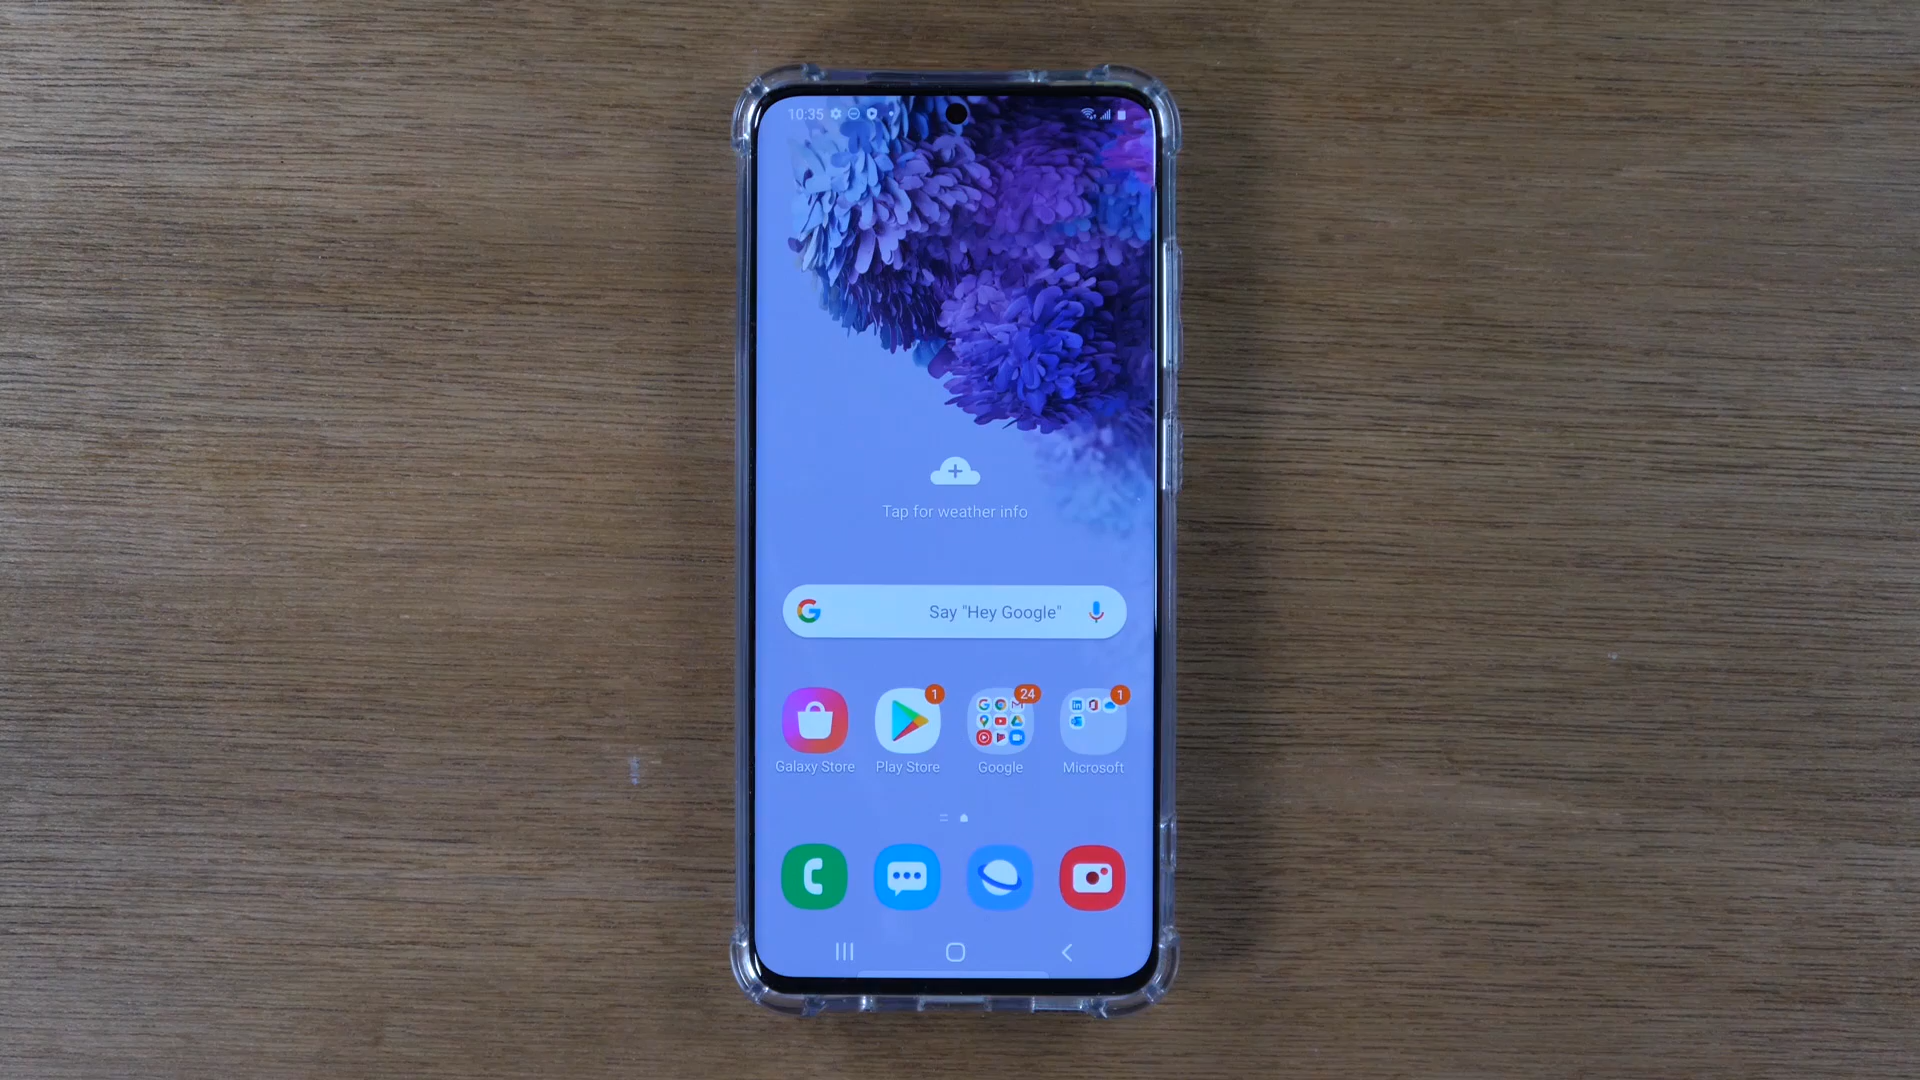 10:35
Tap for weather info
G Say "Hey Google"
1 24 1
Galaxy Store Play Store Google Microsoft